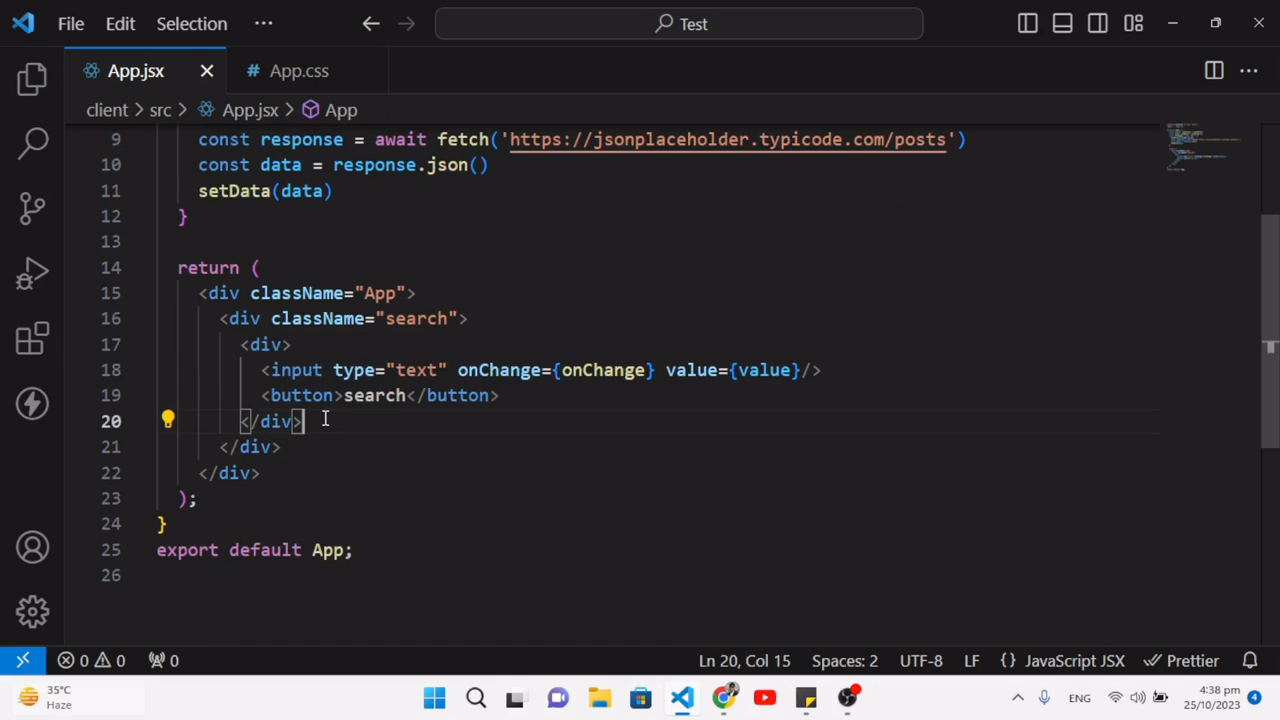 File Edit Selection ··· Test
App.jsx # App.css
client > src > App.jsx > App
9 const response = await fetch('https://jsonplaceholder.typicode.com/posts')
10 const data = response.json()
11 setData(data)
12 }
13
14 return (
15 <div className="App">
16 <div className="search">
17 <div>
18 <input type="text" onChange={onChange} value={value}/>
19 <button>search</button>
20 </div>
21 </div>
22 </div>
23 );
24 }
25 export default App;
26
0 0 0 Ln 20, Col 15 Spaces: 2 UTF-8 LF {} JavaScript JSX Prettier
35°C
Haze
ENG
4:38 pm
25/10/2023
4